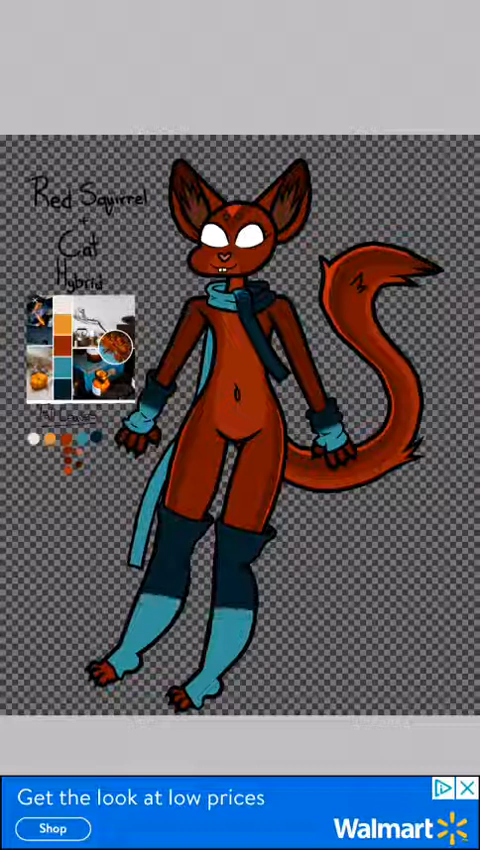 Red Squirrel
+
Cat
Hybrid
Fall Leaves
Get the look at low prices
Shop
Walmart